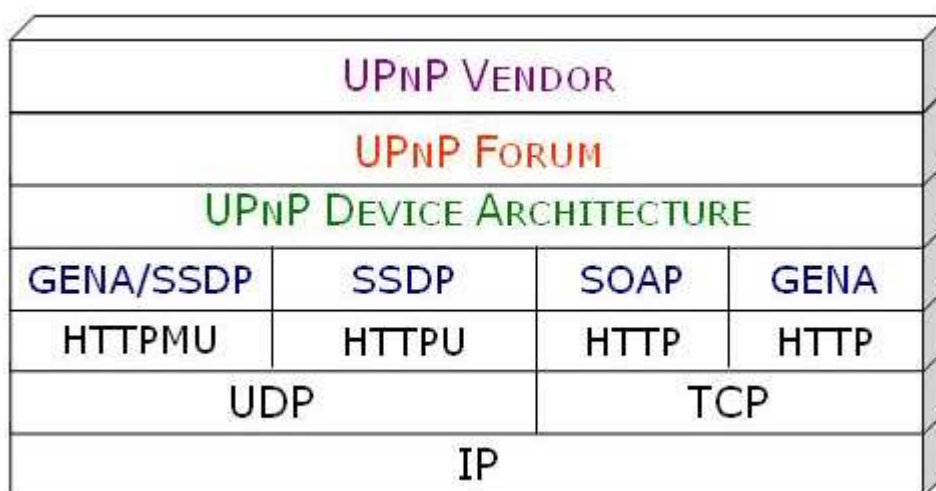 UPnP Vendor
UPnP Forum
UPnP Device Architecture
GENA/SSDP SSDP SOAP GENA
HTTPMU HTTPU HTTP HTTP
UDP TCP
IP